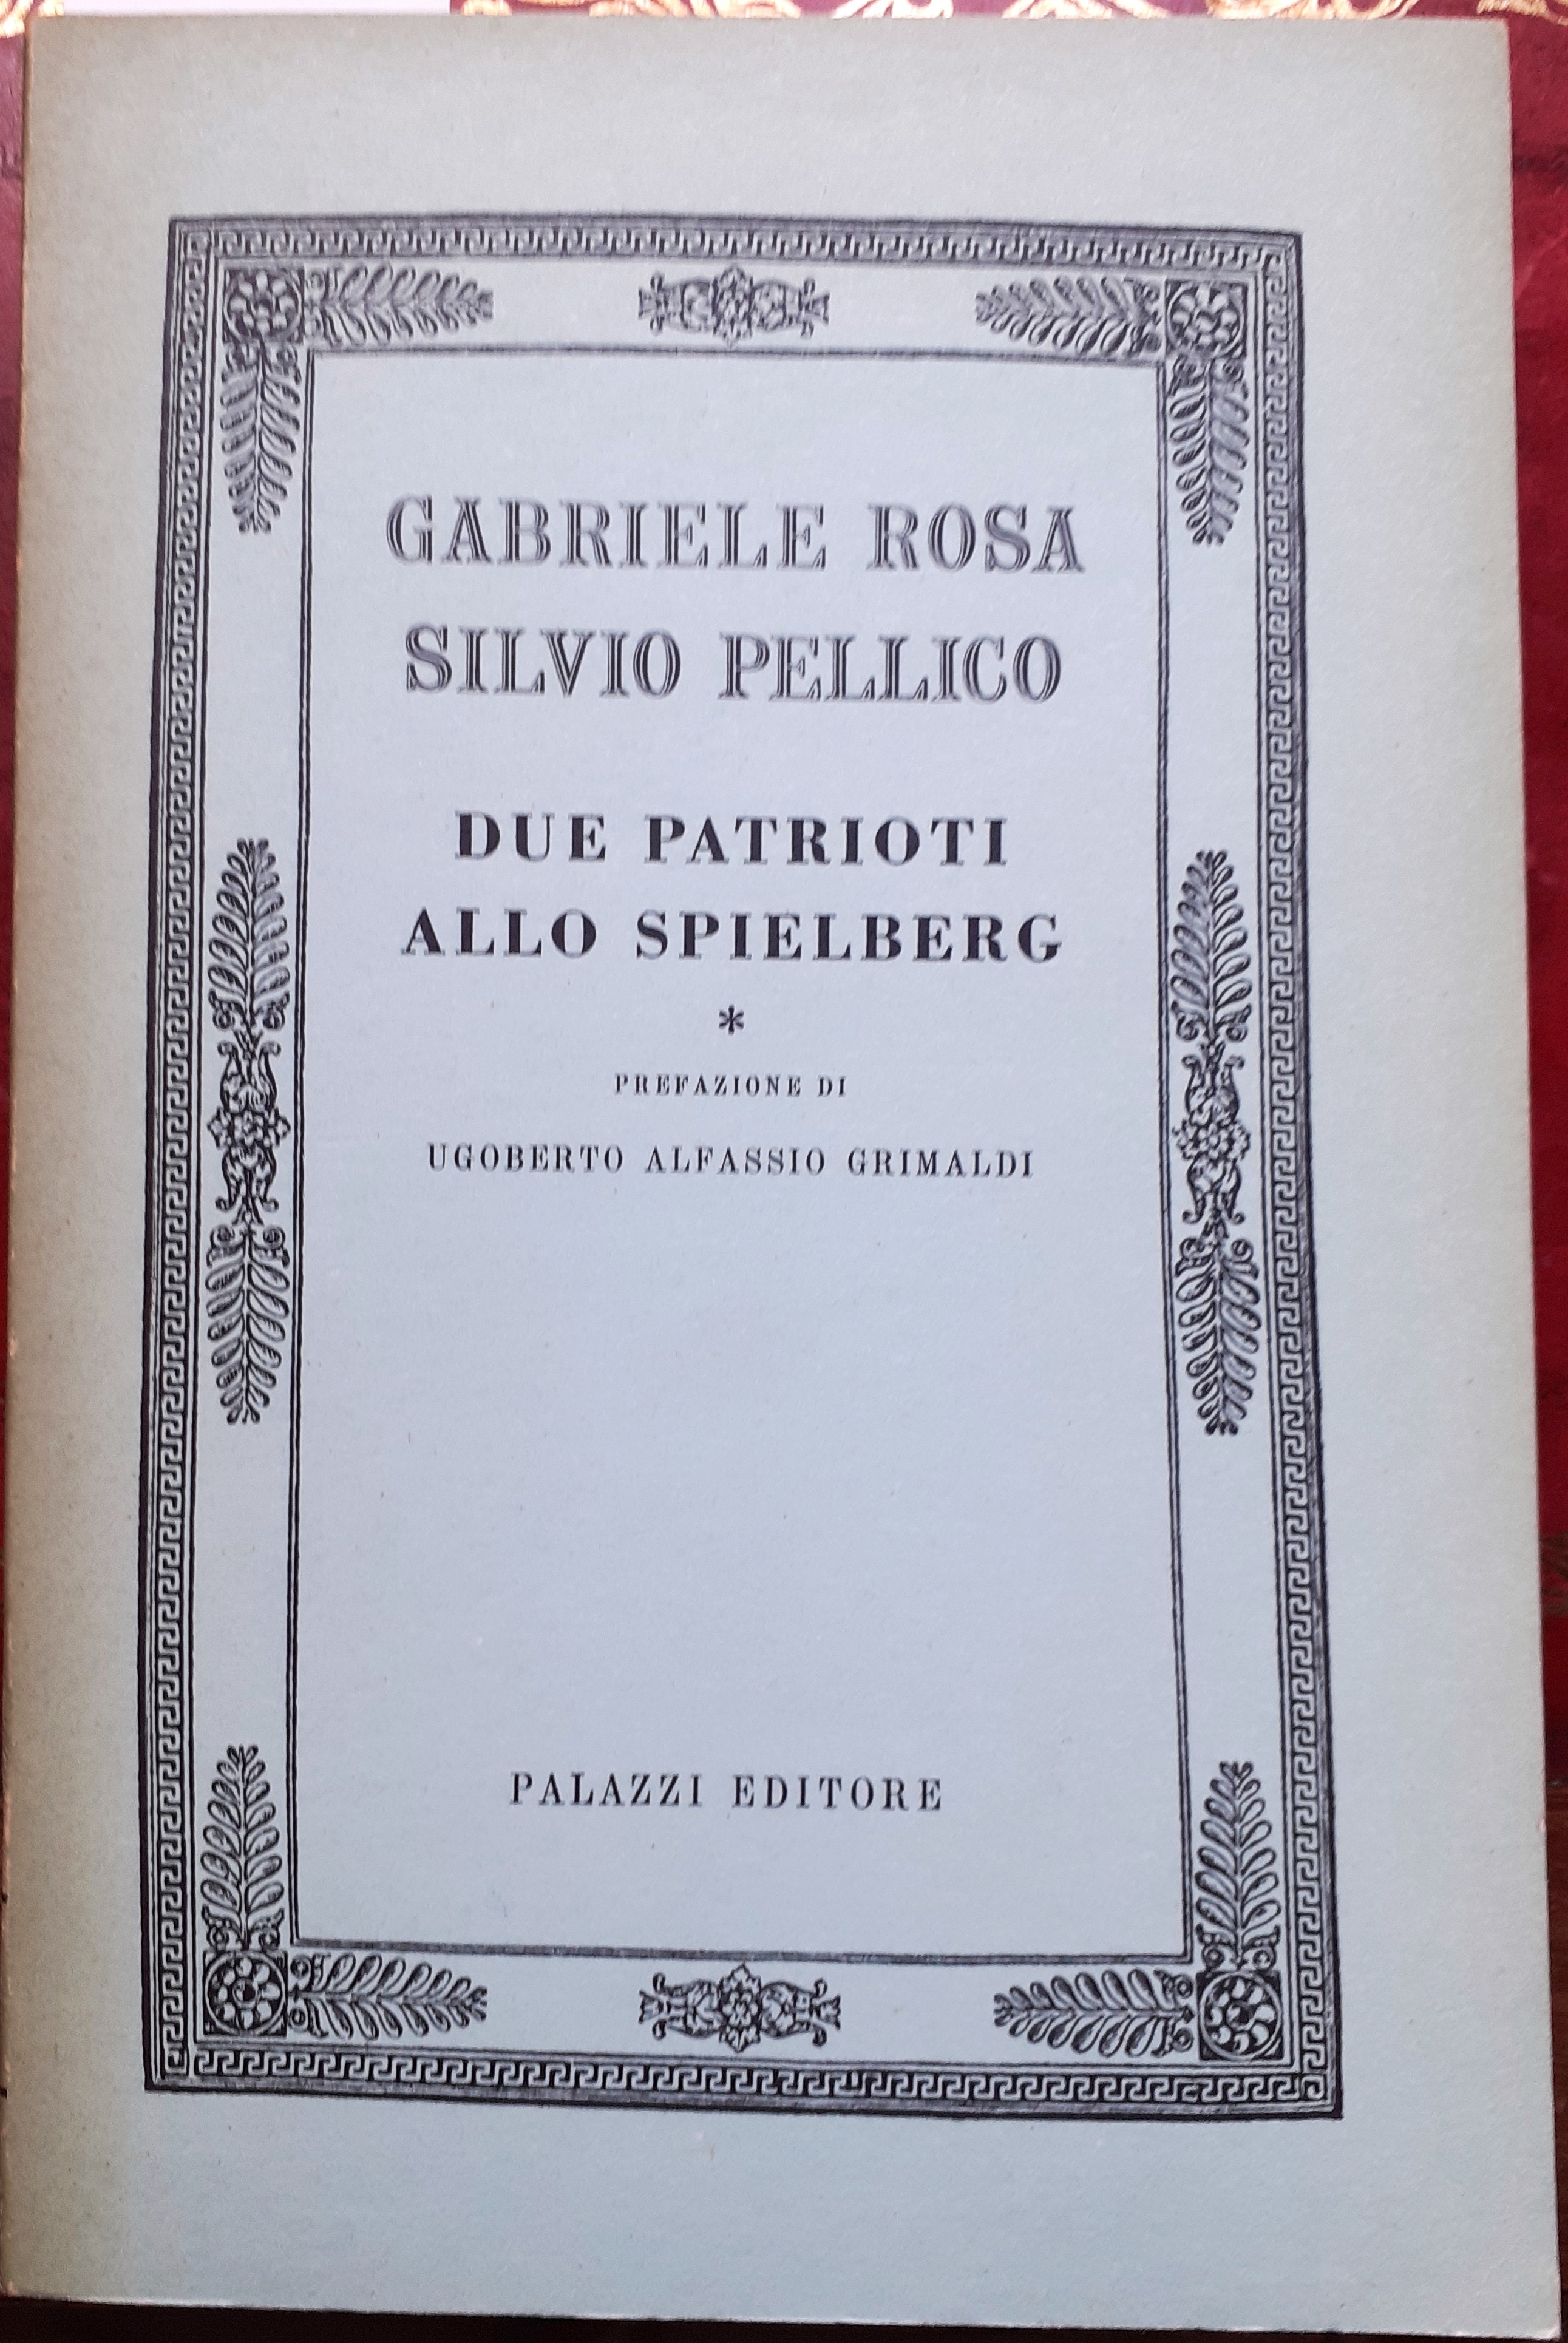 GABRIELE ROSA
SILVIO PELLICO
DUE PATRIOTI
ALLO SPIELBERG
*
PREFAZIONE DI
UGOBERTO ALFASSIO GRIMALDI
PALAZZI EDITORE